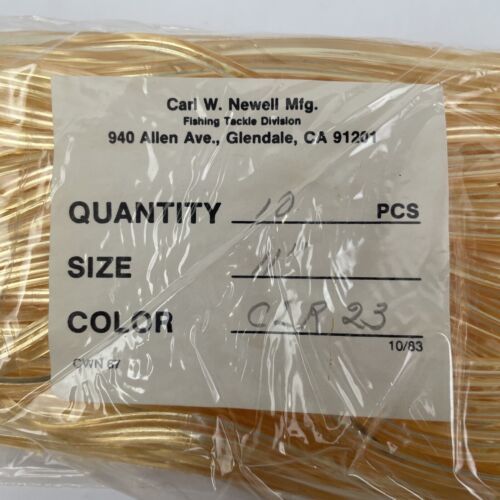 Carl W. Newell Mfg.
Fishing Tackle Division
940 Allen Ave., Glendale, CA 91201
QUANTITY 10 PCS
SIZE 11"
COLOR CLR 23
10/83
CWN 67